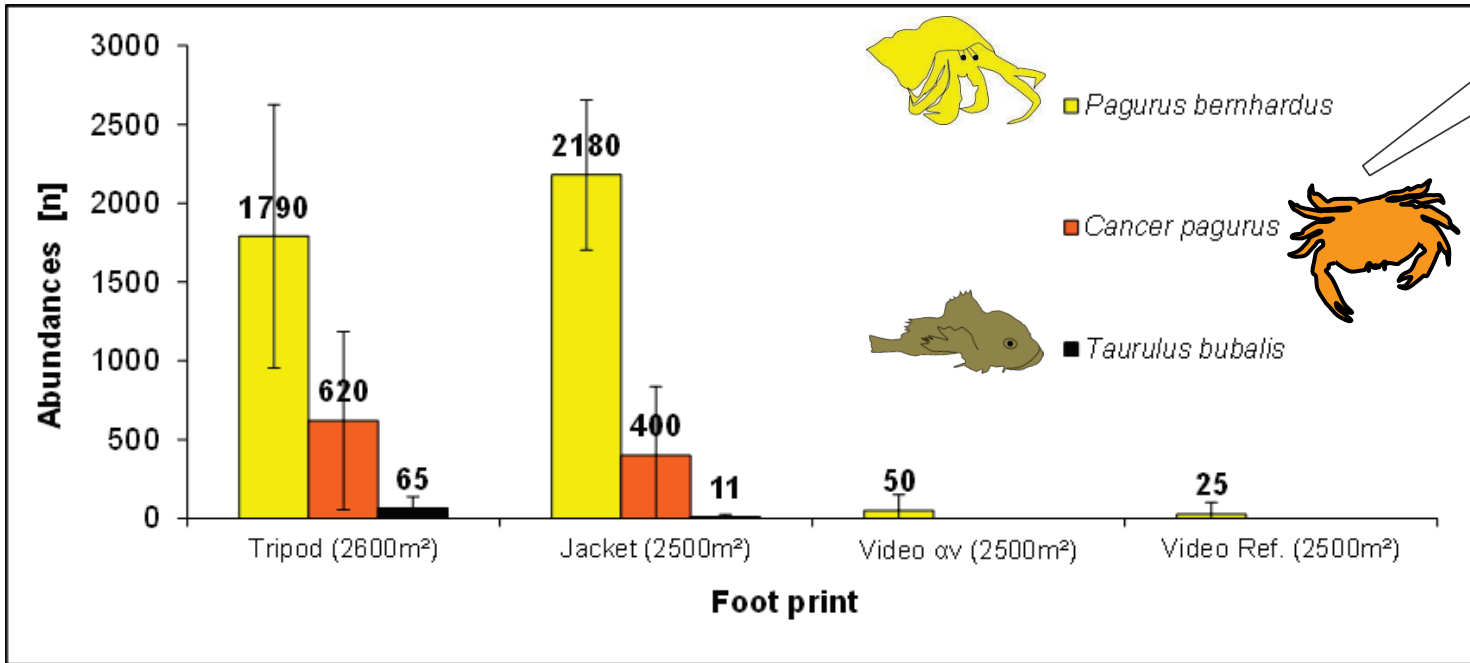 3000
2500
2000
1500
1000
500
0
Abundances [n]
1790
620
65
2180
400
11
50
25
Pagurus bernhardus
Cancer pagurus
Taurulus bubalis
Tripod (2600m²)
Jacket (2500m²)
Video αv (2500m²)
Video Ref. (2500m²)
Foot print